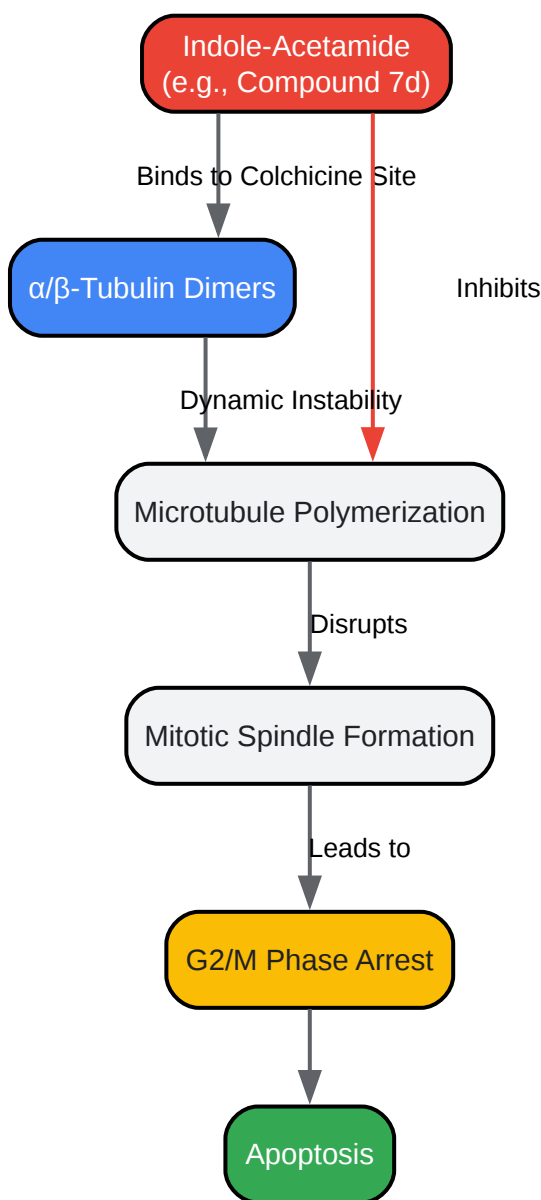 Indole-Acetamide
(e.g., Compound 7d)
Binds to Colchicine Site
α/β-Tubulin Dimers
Inhibits
Dynamic Instability
Microtubule Polymerization
Disrupts
Mitotic Spindle Formation
Leads to
G2/M Phase Arrest
Apoptosis